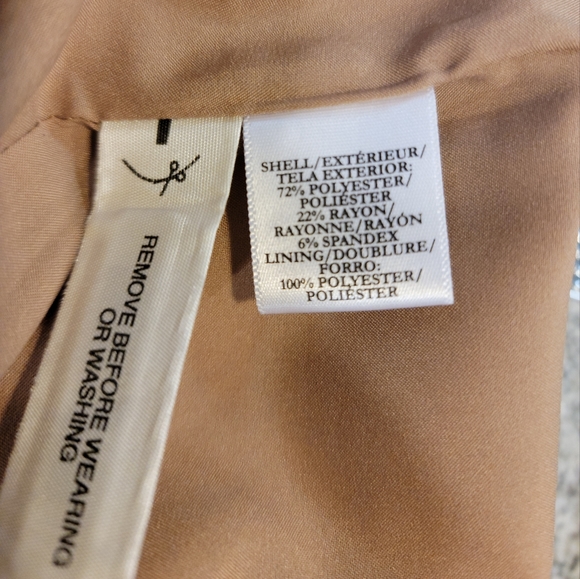 SHELL/EXTÉRIEUR/
TELA EXTERIOR:
72% POLYESTER/
POLIÉSTER
22% RAYON/
RAYONNE/RAYÓN
6% SPANDEX
LINING/DOUBLURE/
FORRO:
100% POLYESTER/
POLIÉSTER
REMOVE BEFORE WEARING
OR WASHING